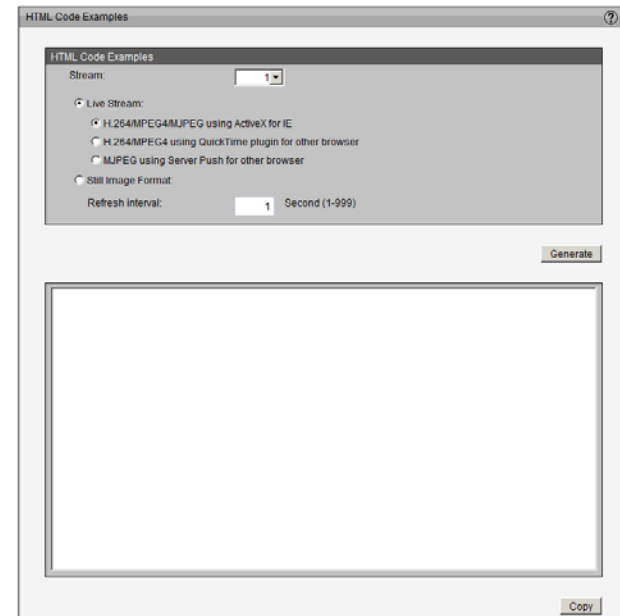 HTML Code Examples
HTML Code Examples
Stream: 1
Live Stream:
H.264/MPEG4/MJPEG using ActiveX for IE
H.264/MPEG4 using QuickTime plugin for other browser
MJPEG using Server Push for other browser
Still Image Format:
Refresh interval: 1 Second (1-999)
Generate
Copy